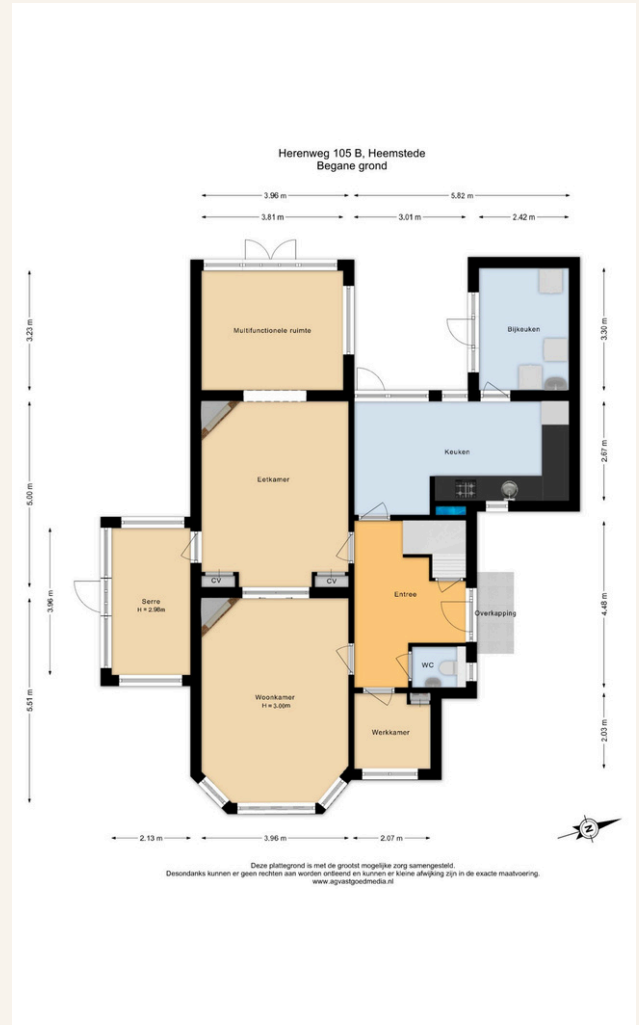 Herenweg 105 B, Heemstede
Begane grond
3.96 m
5.82 m
3.81 m
3.01 m
2.42 m
3.23 m
Multifunctionele ruimte
Bijkeuken
3.30 m
5.00 m
Eetkamer
Keuken
2.67 m
3.96 m
Serre
H = 2.98m
CV
CV
Entree
Overkapping
4.48 m
5.51 m
Woonkamer
H = 3.00m
WC
Werkkamer
2.03 m
2.13 m
3.96 m
2.07 m
N
Deze plattegrond is met de grootst mogelijke zorg samengesteld.
Desondanks kunnen er geen rechten aan worden ontleend en kunnen er kleine afwijking zijn in de exacte maatvoering.
www.agvastgoedmedia.nl